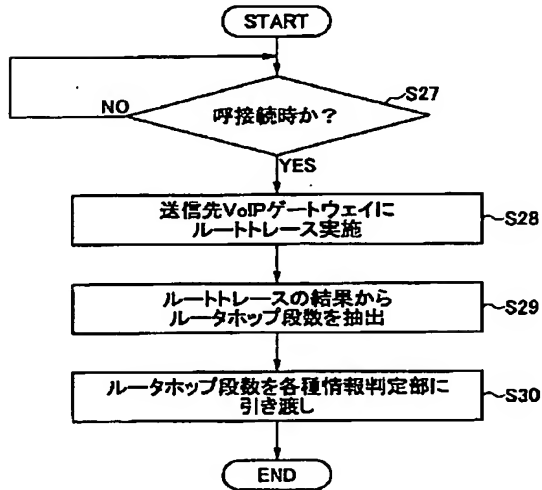 START
呼接続時か?
S27
NO
YES
送信先VoIPゲートウェイに
ルートトレース実施
S28
ルートトレースの結果から
ルータホップ段数を抽出
S29
ルータホップ段数を各種情報判定部に
引き渡し
S30
END